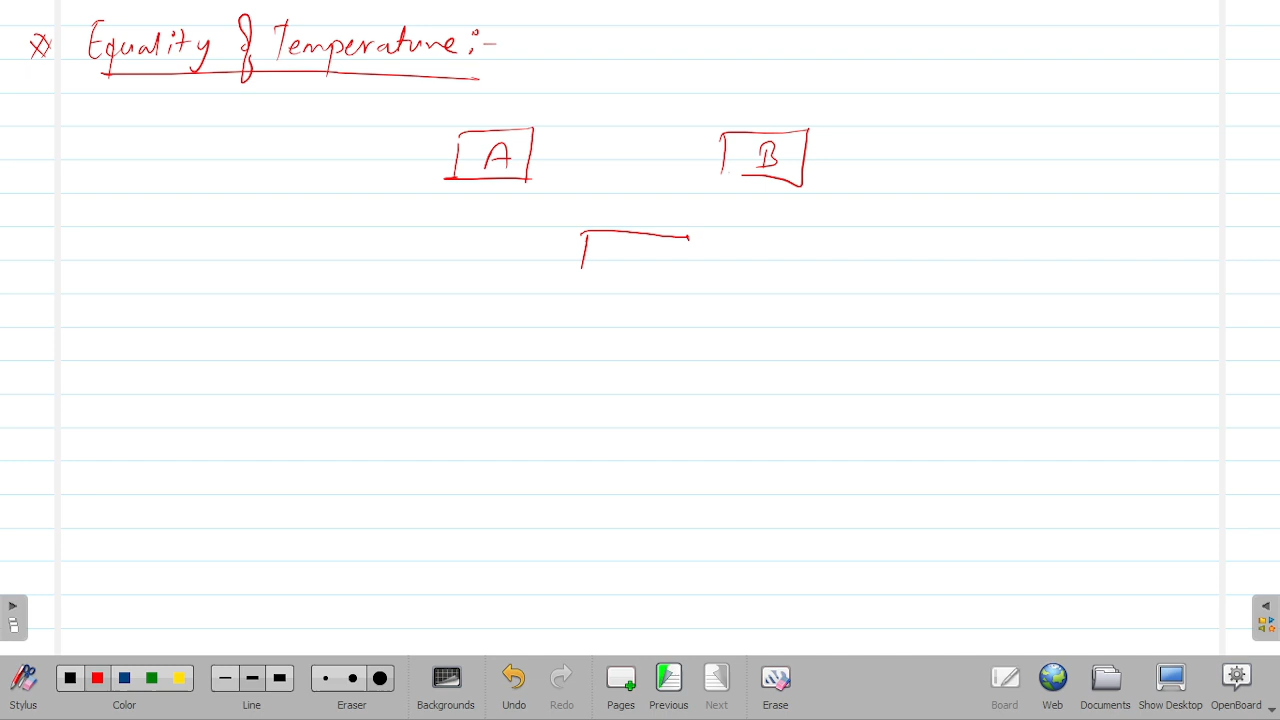 Equality of Temperature :-
A B
Stylus Color Line Eraser Backgrounds Undo Redo Pages Previous Next Erase Board Web Documents Show Desktop OpenBoard